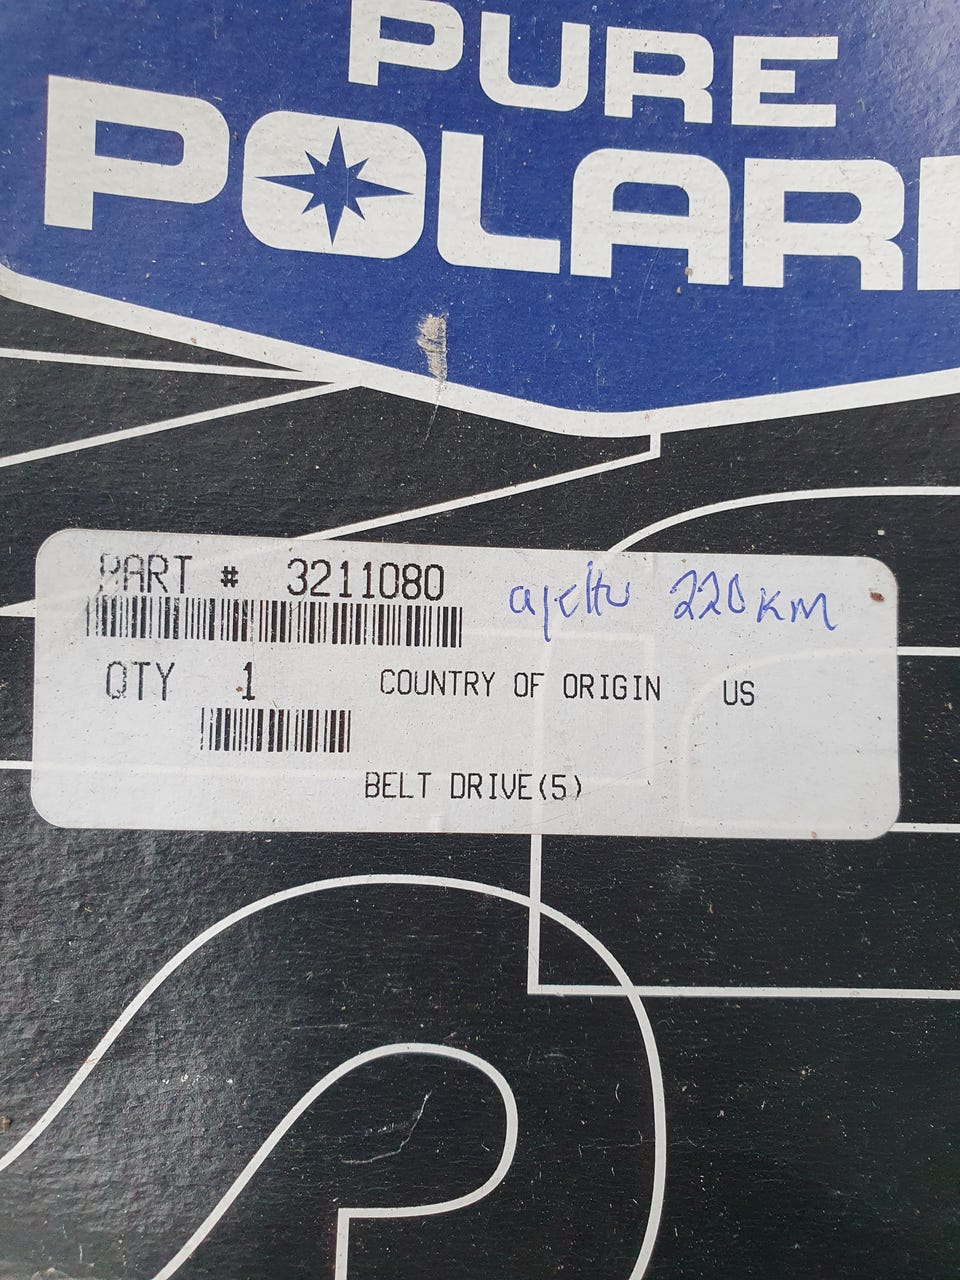 PURE
POLARI
PART # 3211080 ajettu 220 KM
QTY 1 COUNTRY OF ORIGIN US
BELT DRIVE(5)